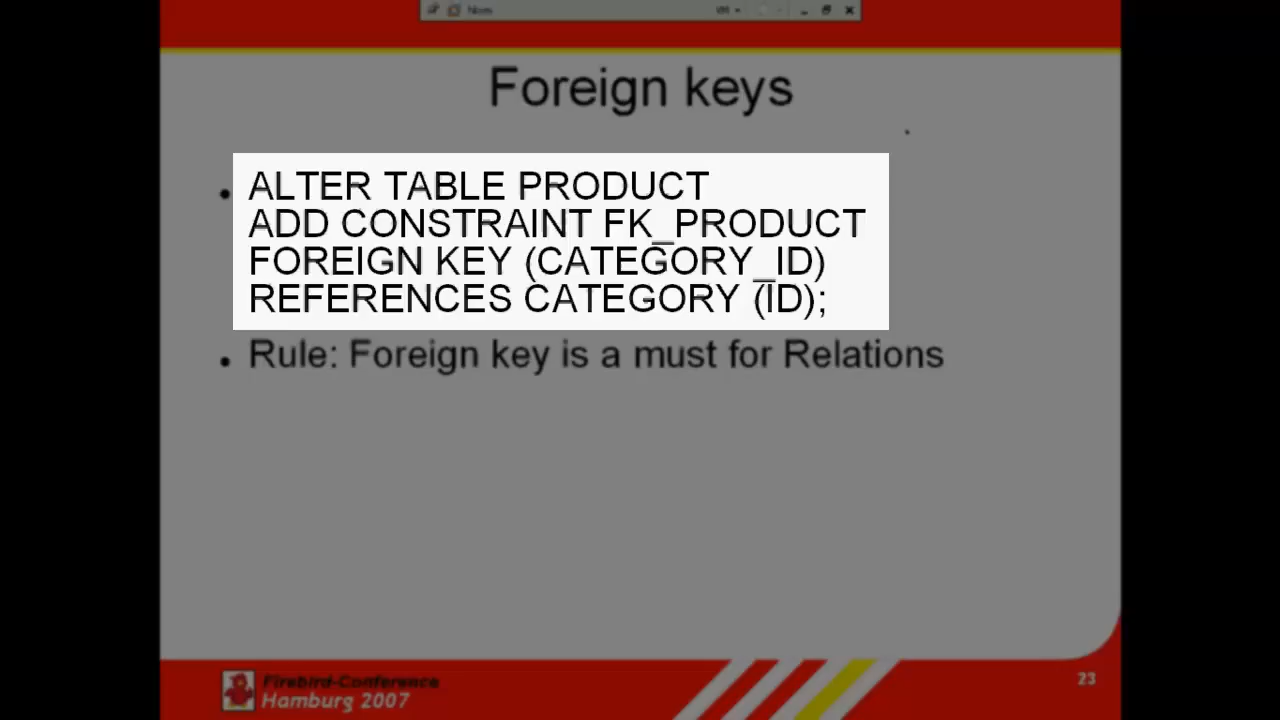 Foreign keys
• ALTER TABLE PRODUCT
ADD CONSTRAINT FK_PRODUCT
FOREIGN KEY (CATEGORY_ID)
REFERENCES CATEGORY (ID);
• Rule: Foreign key is a must for Relations
Firebird-Conference
Hamburg 2007
23